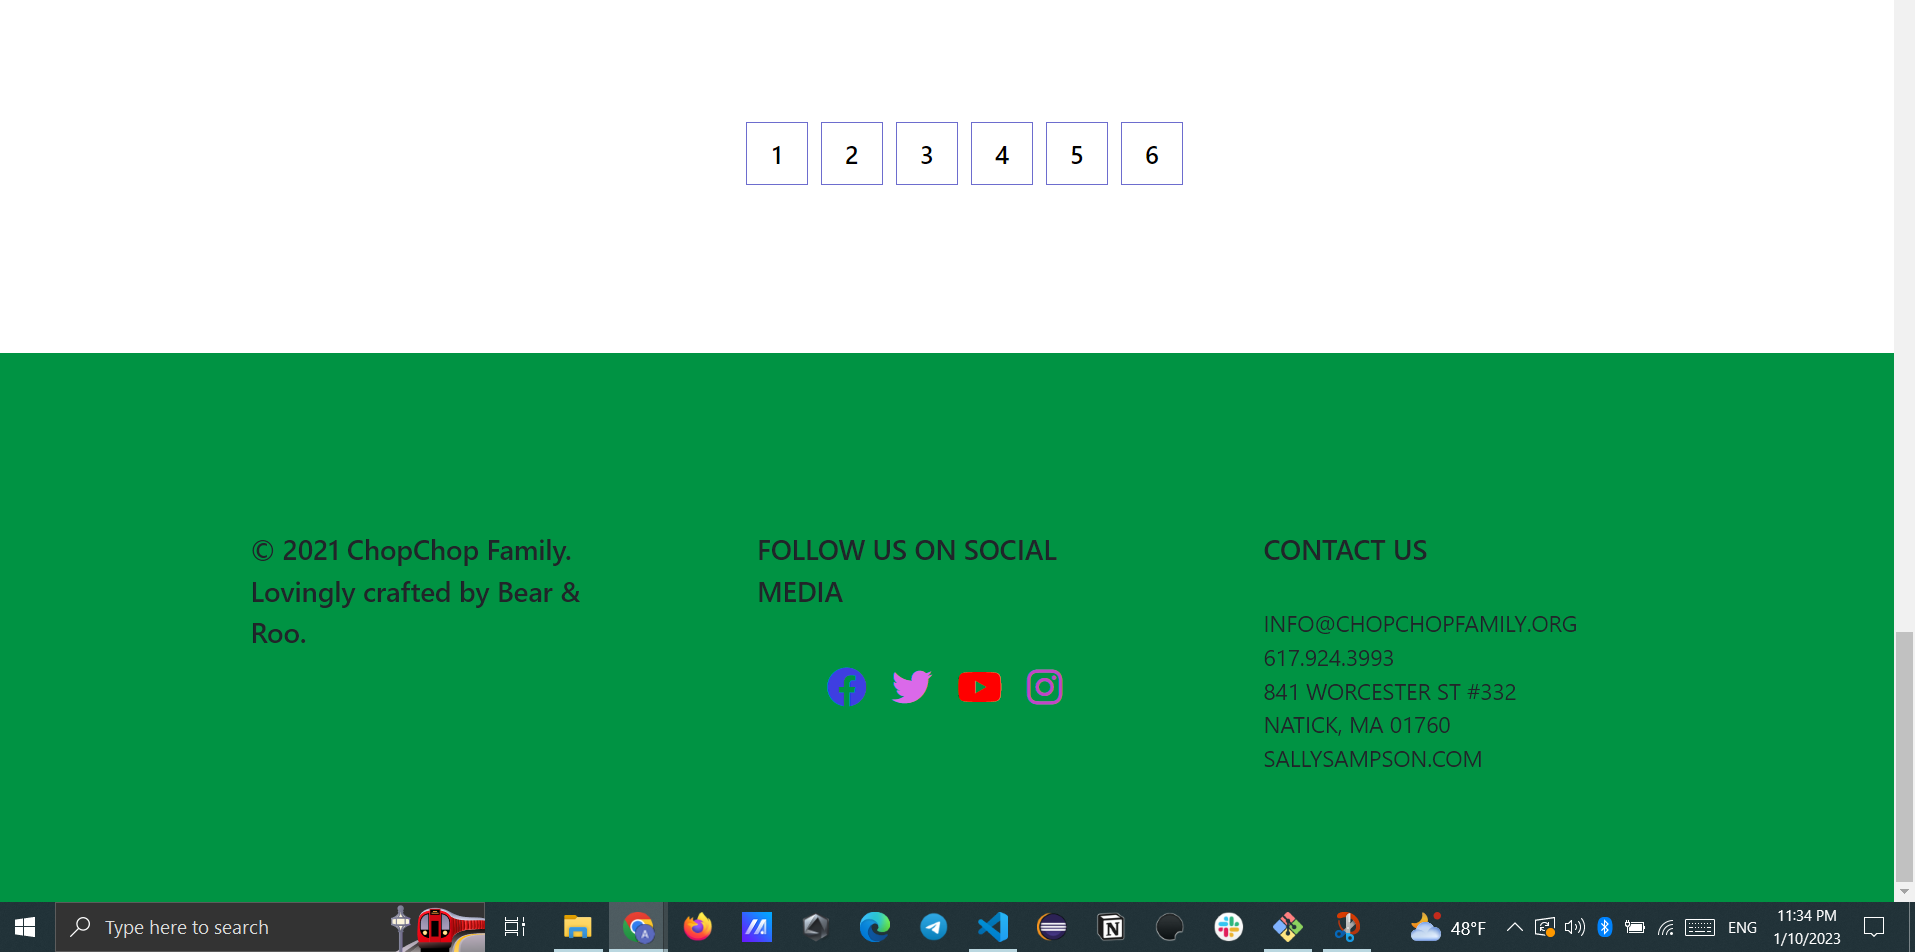 1 2 3 4 5 6
© 2021 ChopChop Family.
Lovingly crafted by Bear &
Roo.
FOLLOW US ON SOCIAL
MEDIA
CONTACT US
INFO@CHOPCHOPFAMILY.ORG
617.924.3993
841 WORCESTER ST #332
NATICK, MA 01760
SALLYSAMPSON.COM
Type here to search
A
N
48°F
ENG
11:34 PM
1/10/2023